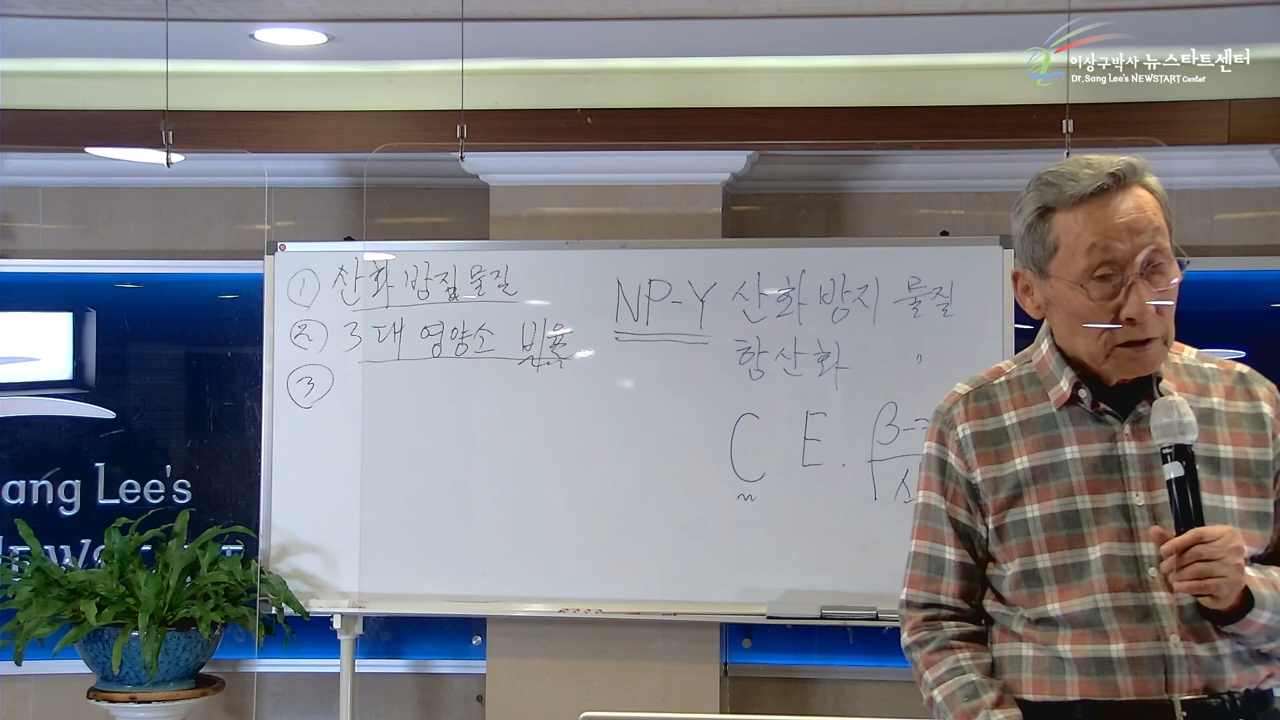 이상구박사 뉴스타트센터
Dr. Sang Lee's NEWSTART Center
① 산화 방지 물질
② 3대 영양소 비율
③
NP-Y 산화 방지 물질
항산화 〃
C E. β-
ang Lee's